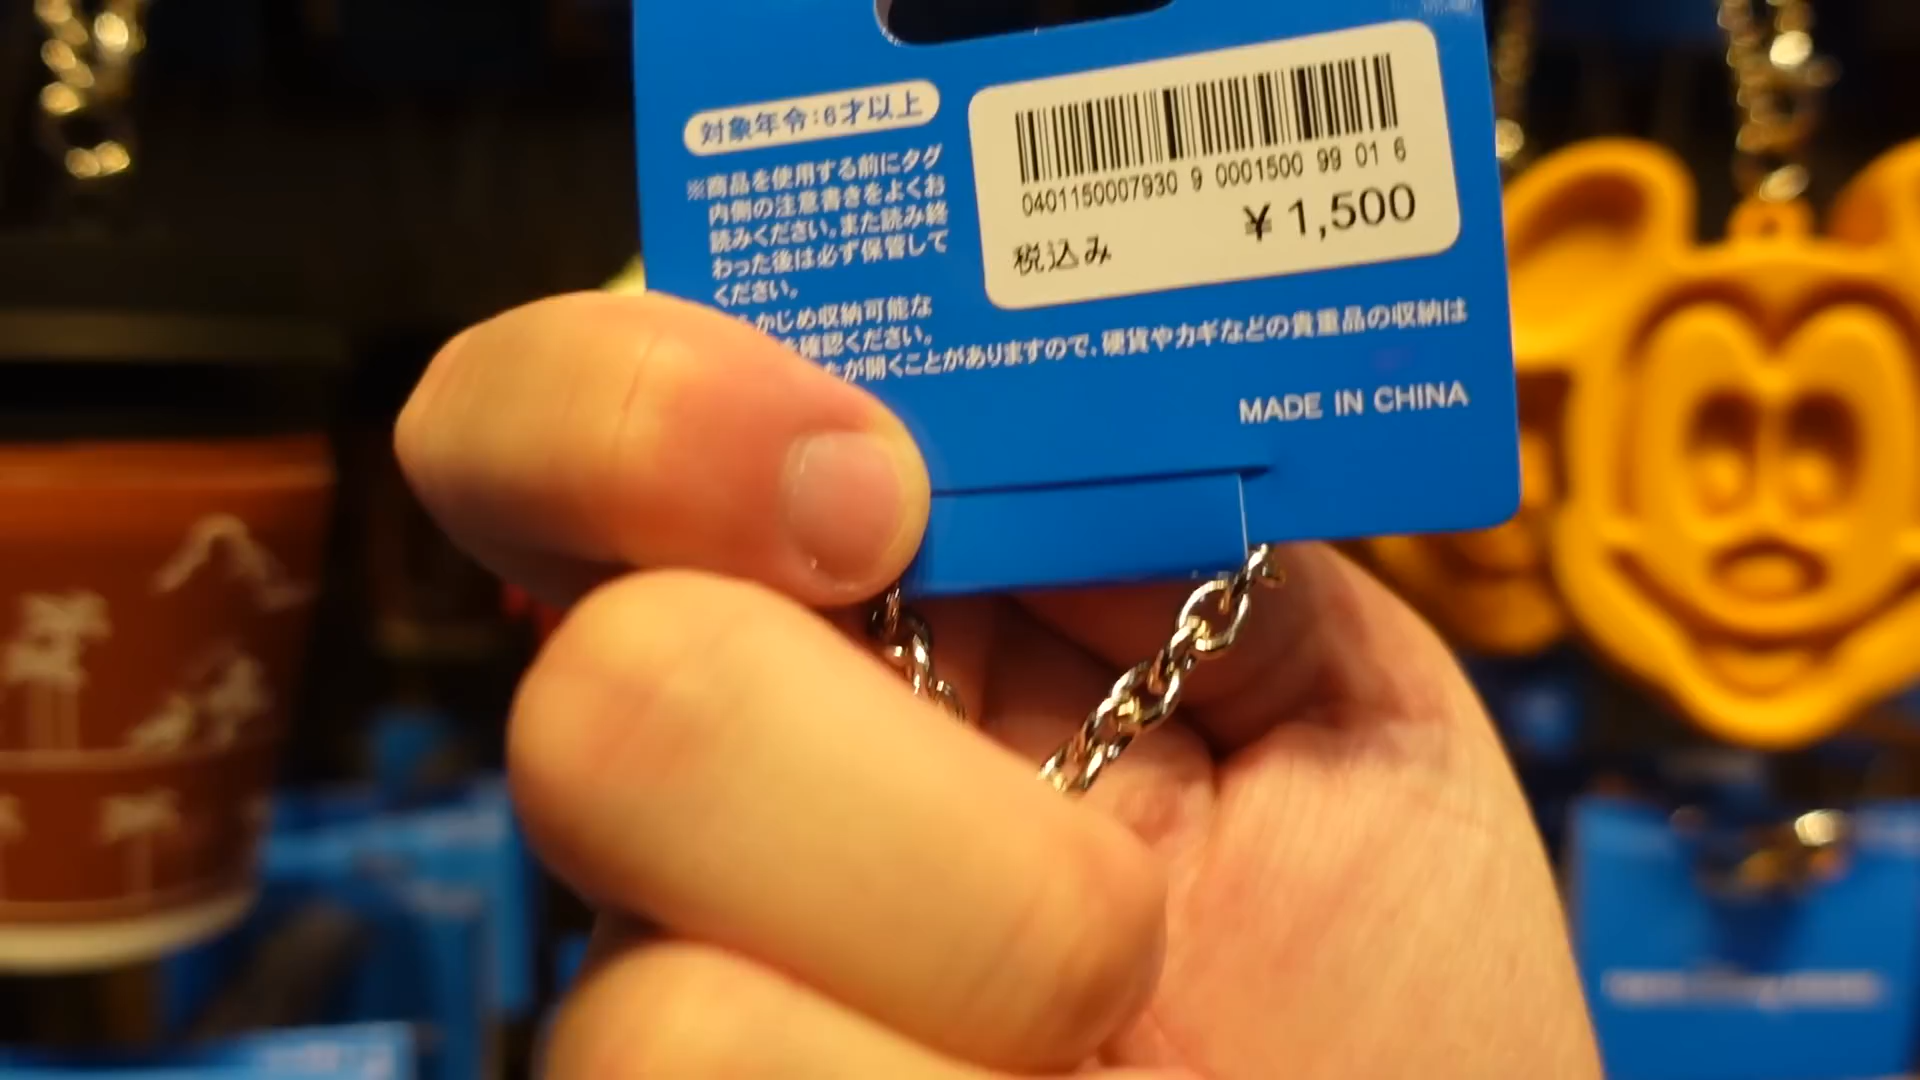 対象年令:6才以上
※商品を使用する前にタグ
内側の注意書きをよくお
読みください。また読み終
わった後は必ず保管して
ください。
かじめ収納可能な
を確認ください。
たが開くことがありますので、硬貨やカギなどの貴重品の収納は
0401150007930 9 0001500 99 01 6
¥1,500
税込み
MADE IN CHINA